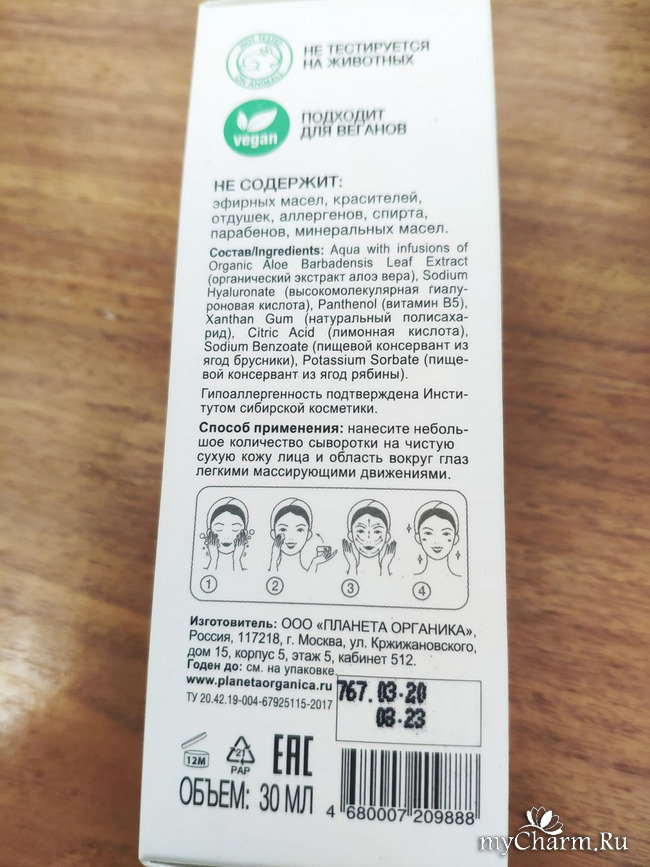 NOT TESTED
ON ANIMALS
НЕ ТЕСТИРУЕТСЯ
НА ЖИВОТНЫХ
vegan
ПОДХОДИТ
ДЛЯ ВЕГАНОВ
НЕ СОДЕРЖИТ:
эфирных масел, красителей,
отдушек, аллергенов, спирта,
парабенов, минеральных масел.
Состав/Ingredients: Aqua with infusions of
Organic Aloe Barbadensis Leaf Extract
(органический экстракт алоэ вера), Sodium
Hyaluronate (высокомолекулярная гиалу-
роновая кислота), Panthenol (витамин B5),
Xanthan Gum (натуральный полисаха-
рид), Citric Acid (лимонная кислота),
Sodium Benzoate (пищевой консервант из
ягод брусники), Potassium Sorbate (пище-
вой консервант из ягод рябины).
Гипоаллергенность подтверждена Инсти-
тутом сибирской косметики.
Способ применения: нанесите неболь-
шое количество сыворотки на чистую
сухую кожу лица и область вокруг глаз
легкими массирующими движениями.
1 2 3 4
Изготовитель: ООО «ПЛАНЕТА ОРГАНИКА»,
Россия, 117218, г. Москва, ул. Кржижановского,
дом 15, корпус 5, этаж 5, кабинет 512.
Годен до: см. на упаковке.
www.planetaorganica.ru
ТУ 20.42.19-004-67925115-2017
767.03-20
03-23
12M
21
PAP
EAC
ОБЪЕМ: 30 МЛ
4 680007 209888
myCharm.Ru